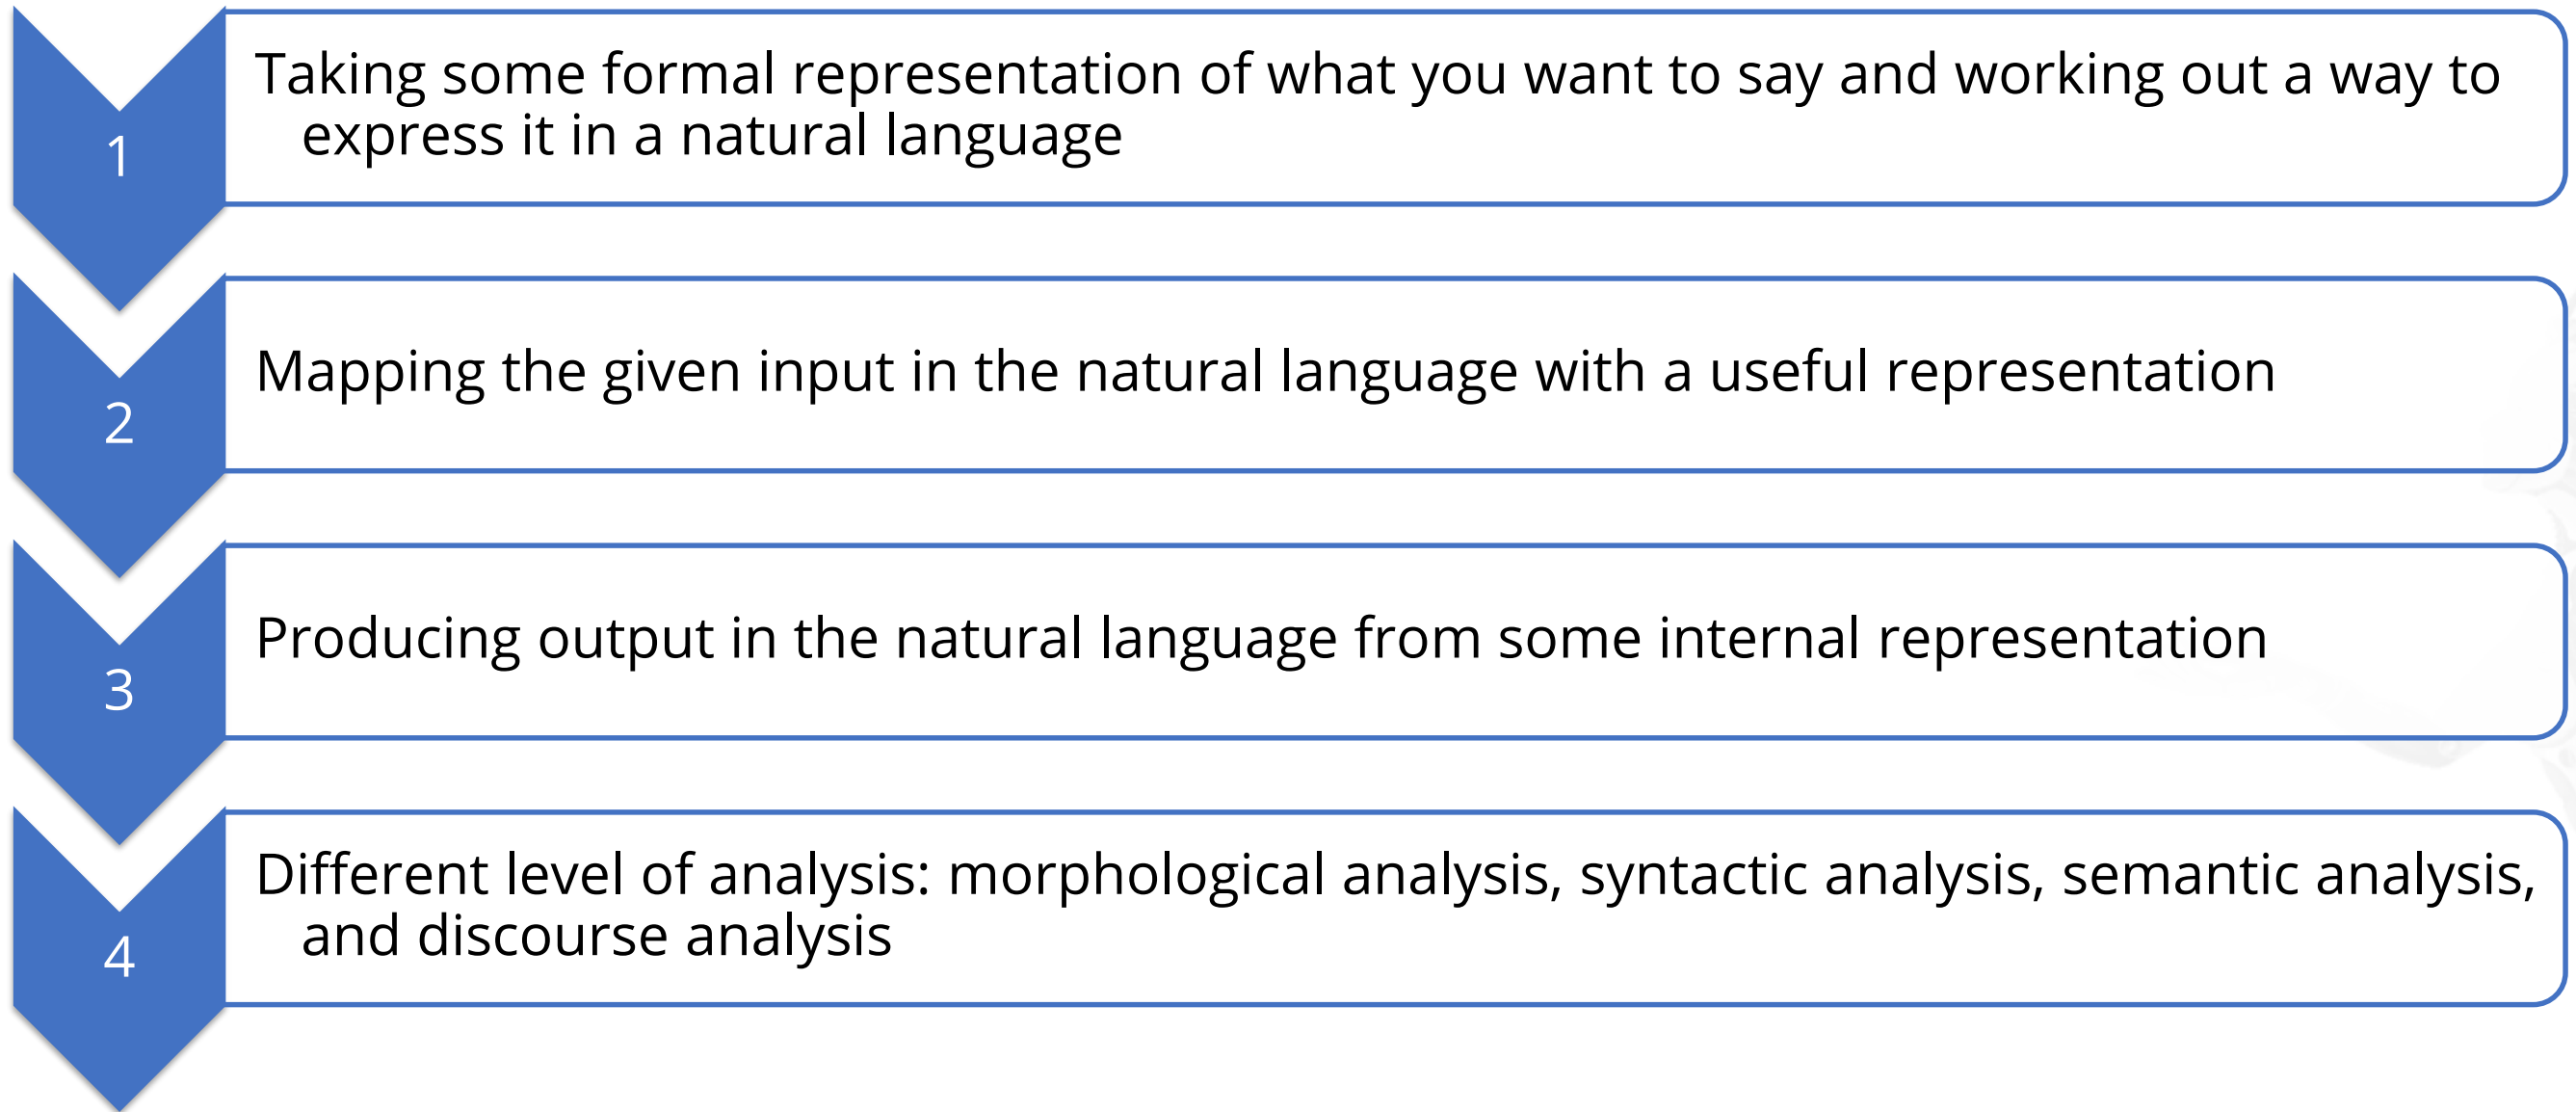 1
Taking some formal representation of what you want to say and working out a way to
express it in a natural language
2
Mapping the given input in the natural language with a useful representation
3
Producing output in the natural language from some internal representation
4
Different level of analysis: morphological analysis, syntactic analysis, semantic analysis,
and discourse analysis